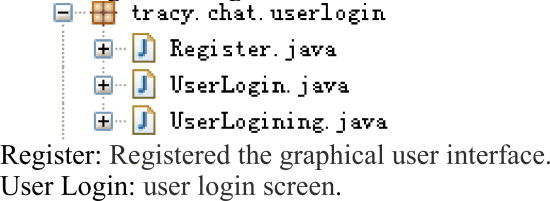 tracy.chat.userlogin
Register.java
UserLogin.java
UserLogining.java
Register: Registered the graphical user interface.
User Login: user login screen.